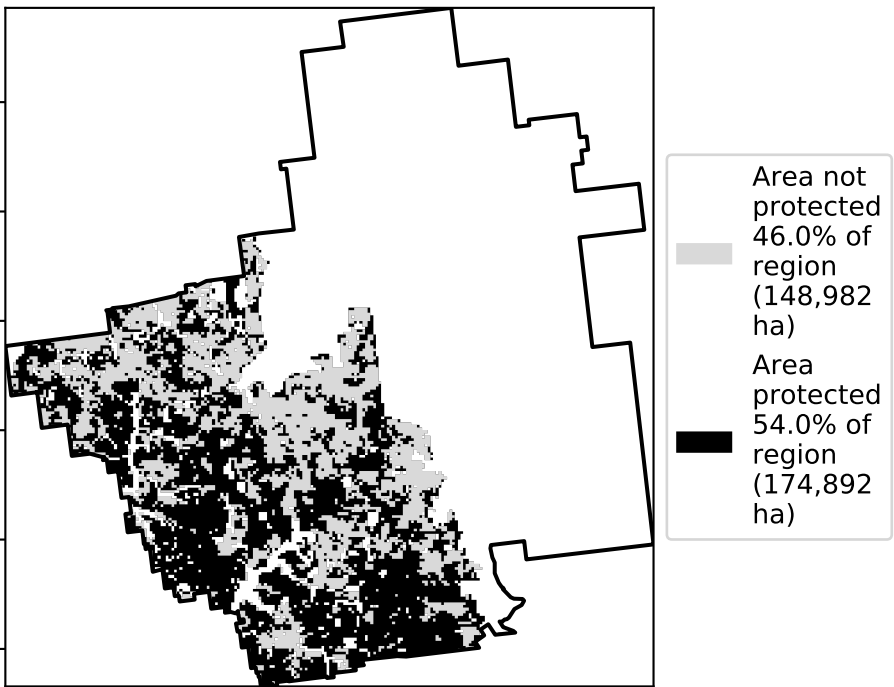 Area not
protected
46.0% of
region
(148,982
ha)
Area
protected
54.0% of
region
(174,892
ha)